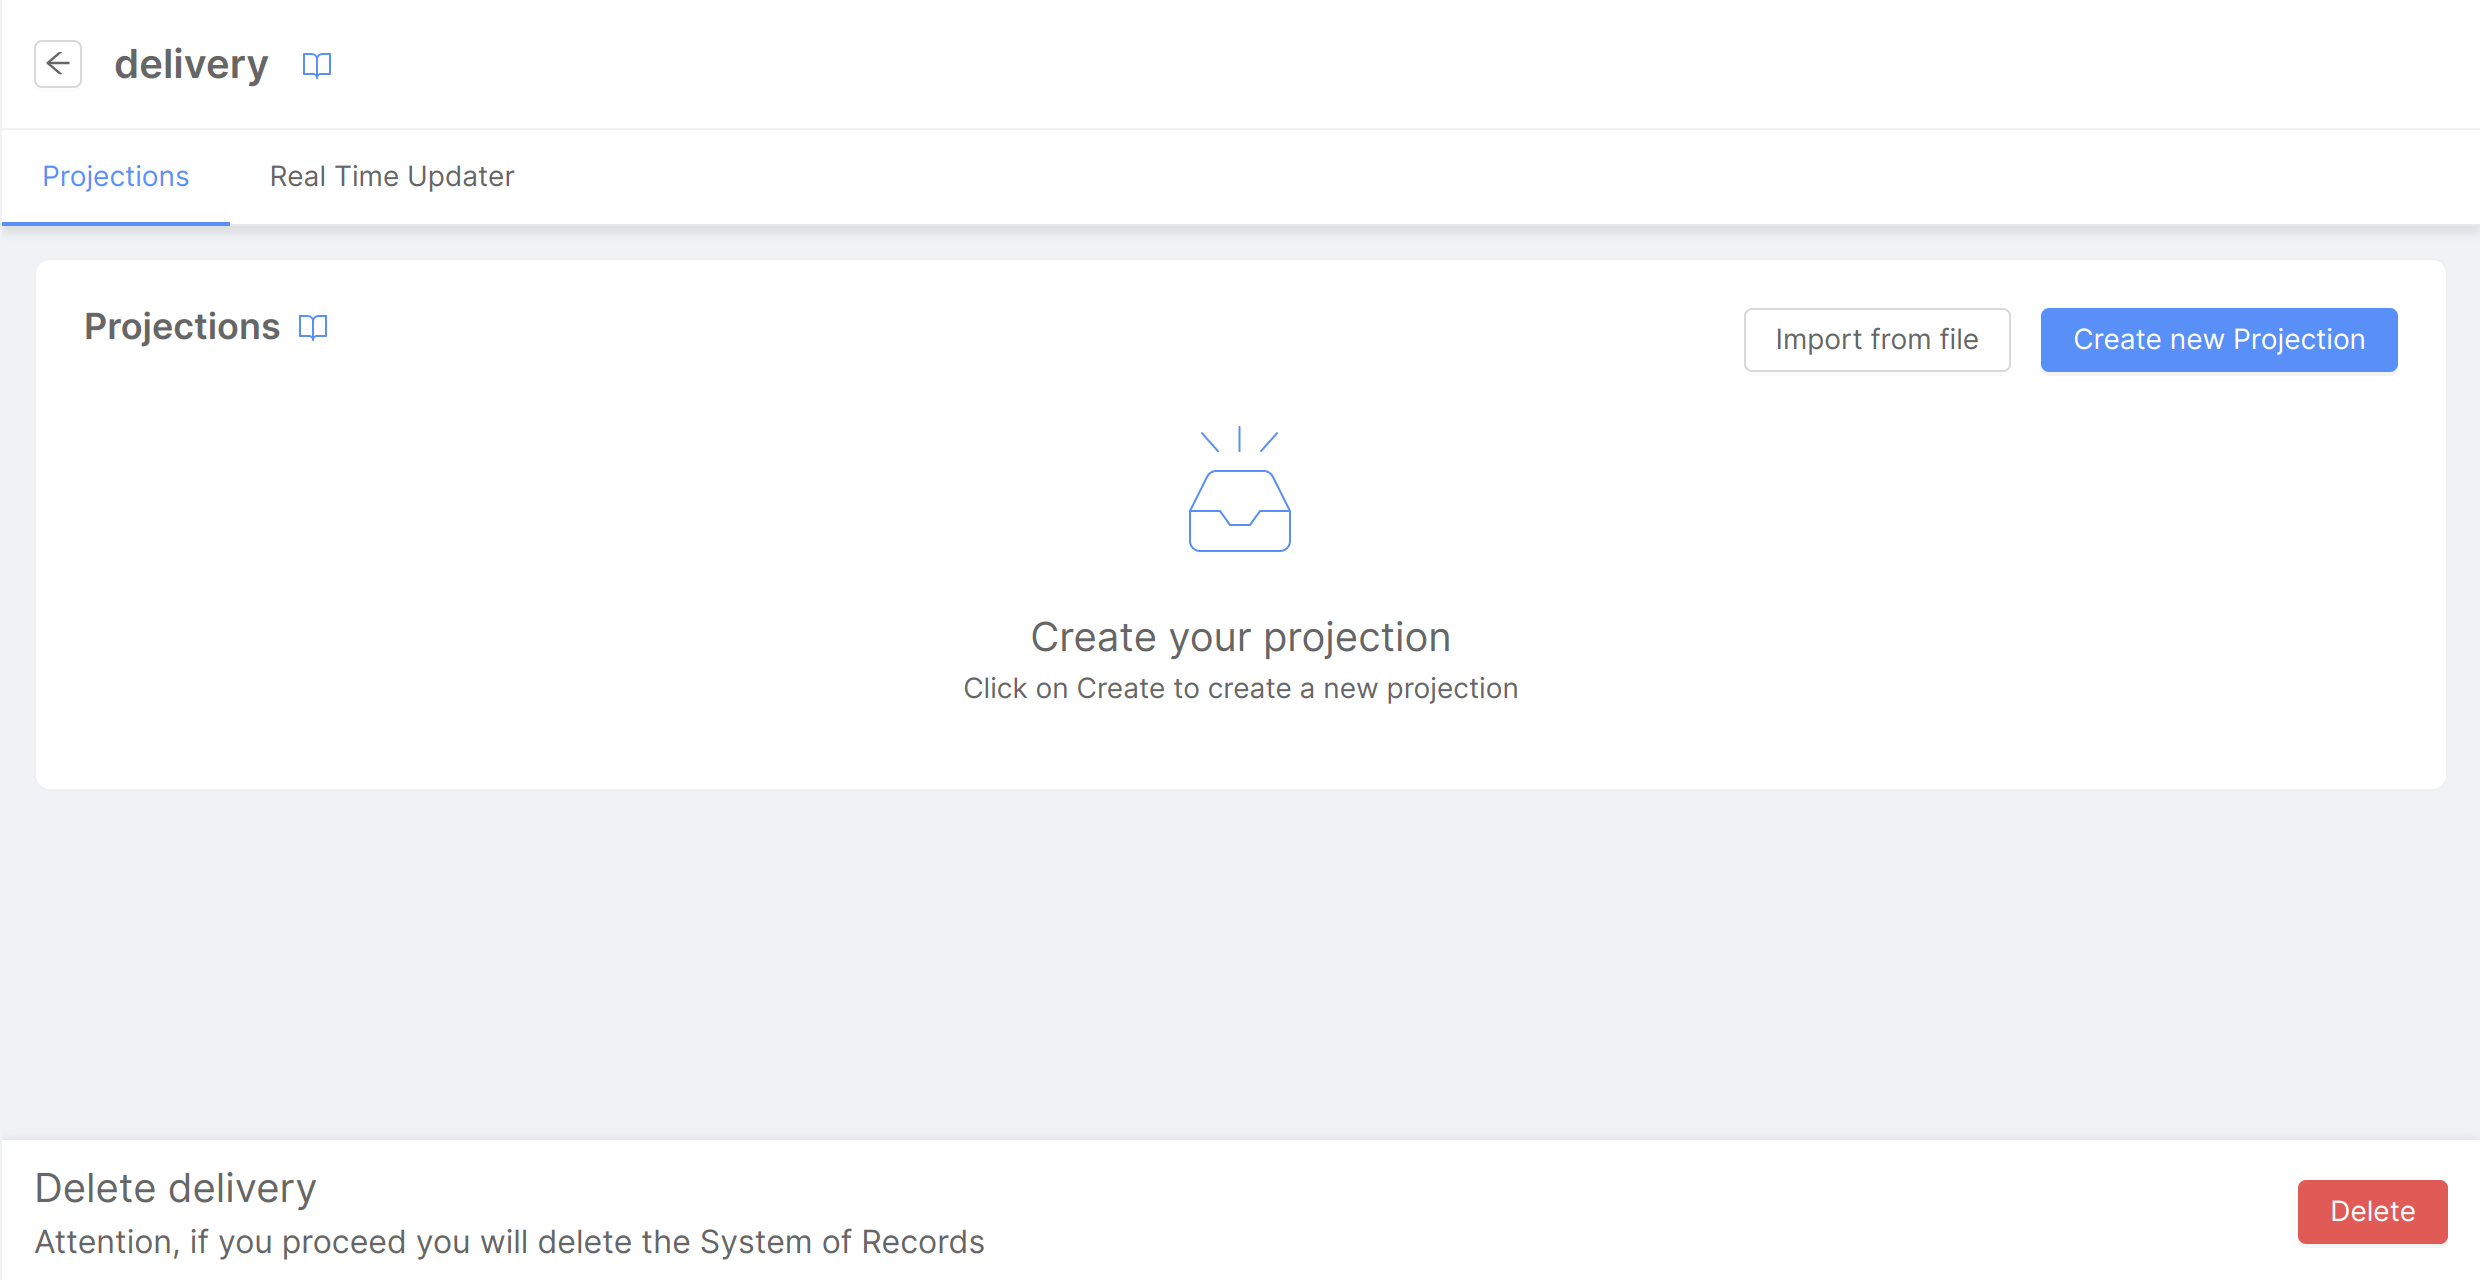 delivery
Projections
Real Time Updater
Projections
Import from file
Create new Projection
Create your projection
Click on Create to create a new projection
Delete delivery
Attention, if you proceed you will delete the System of Records
Delete